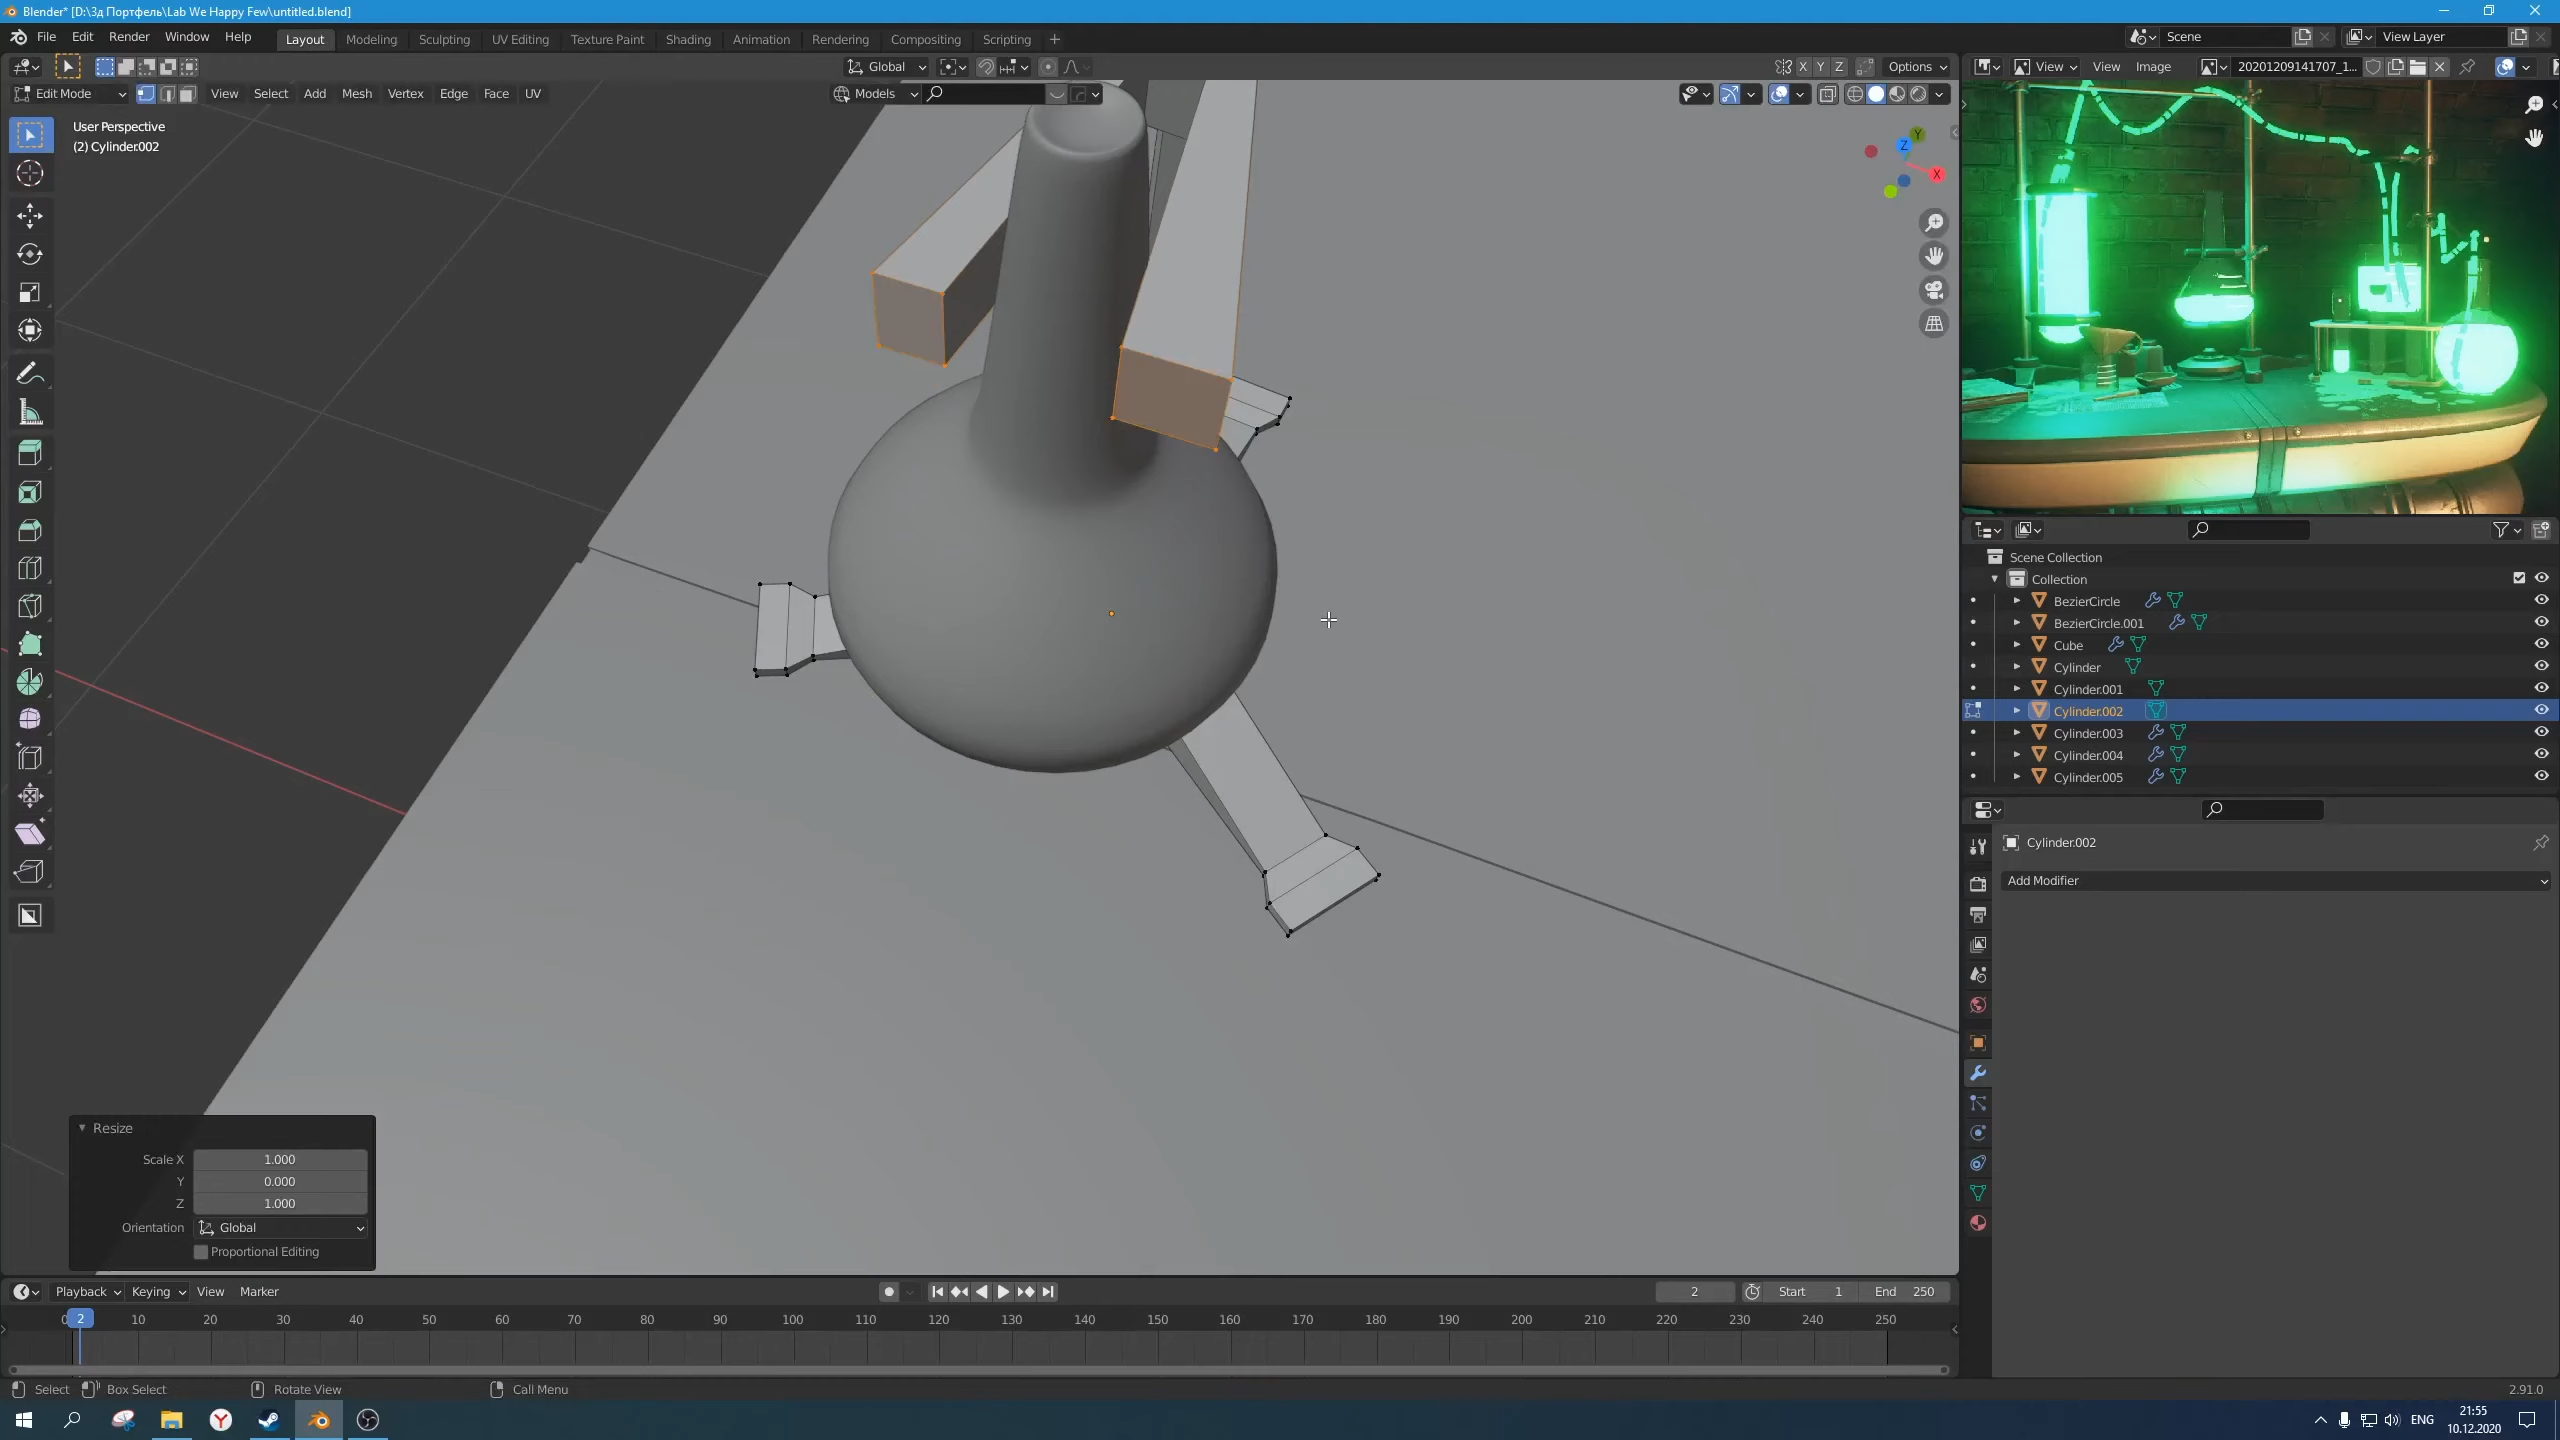 Blender* [D:\3д Портфель\Lab We Happy Few\untitled.blend]
File Edit Render Window Help Layout Modeling Sculpting UV Editing Texture Paint Shading Animation Rendering Compositing Scripting + Scene View Layer
Global X Y Z Options View View Image 20201209141707_1...
Edit Mode View Select Add Mesh Vertex Edge Face UV Models
User Perspective
(2) Cylinder.002
Y
Z
X
Scene Collection
Collection
BezierCircle
BezierCircle.001
Cube
Cylinder
Cylinder.001
Cylinder.002
Cylinder.003
Cylinder.004
Cylinder.005
Cylinder.002
Add Modifier
Resize
Scale X 1.000
Y 0.000
Z 1.000
Orientation Global
Proportional Editing
Playback Keying View Marker 2 Start 1 End 250
0 2 10 20 30 40 50 60 70 80 90 100 110 120 130 140 150 160 170 180 190 200 210 220 230 240 250
Select Box Select Rotate View Call Menu 2.91.0
ENG 21:55
10.12.2020